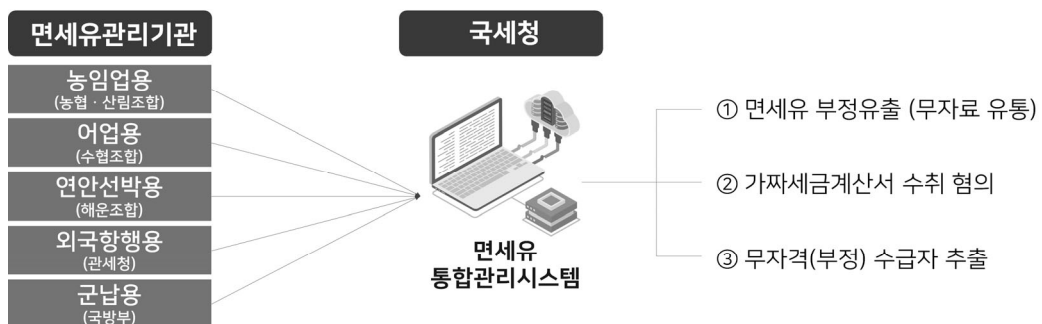 면세유관리기관
농임업용
(농협 · 산림조합)
어업용
(수협조합)
연안선박용
(해운조합)
외국항행용
(관세청)
군납용
(국방부)
국세청
면세유
통합관리시스템
① 면세유 부정유출 (무자료 유통)
② 가짜세금계산서 수취 혐의
③ 무자격(부정) 수급자 추출